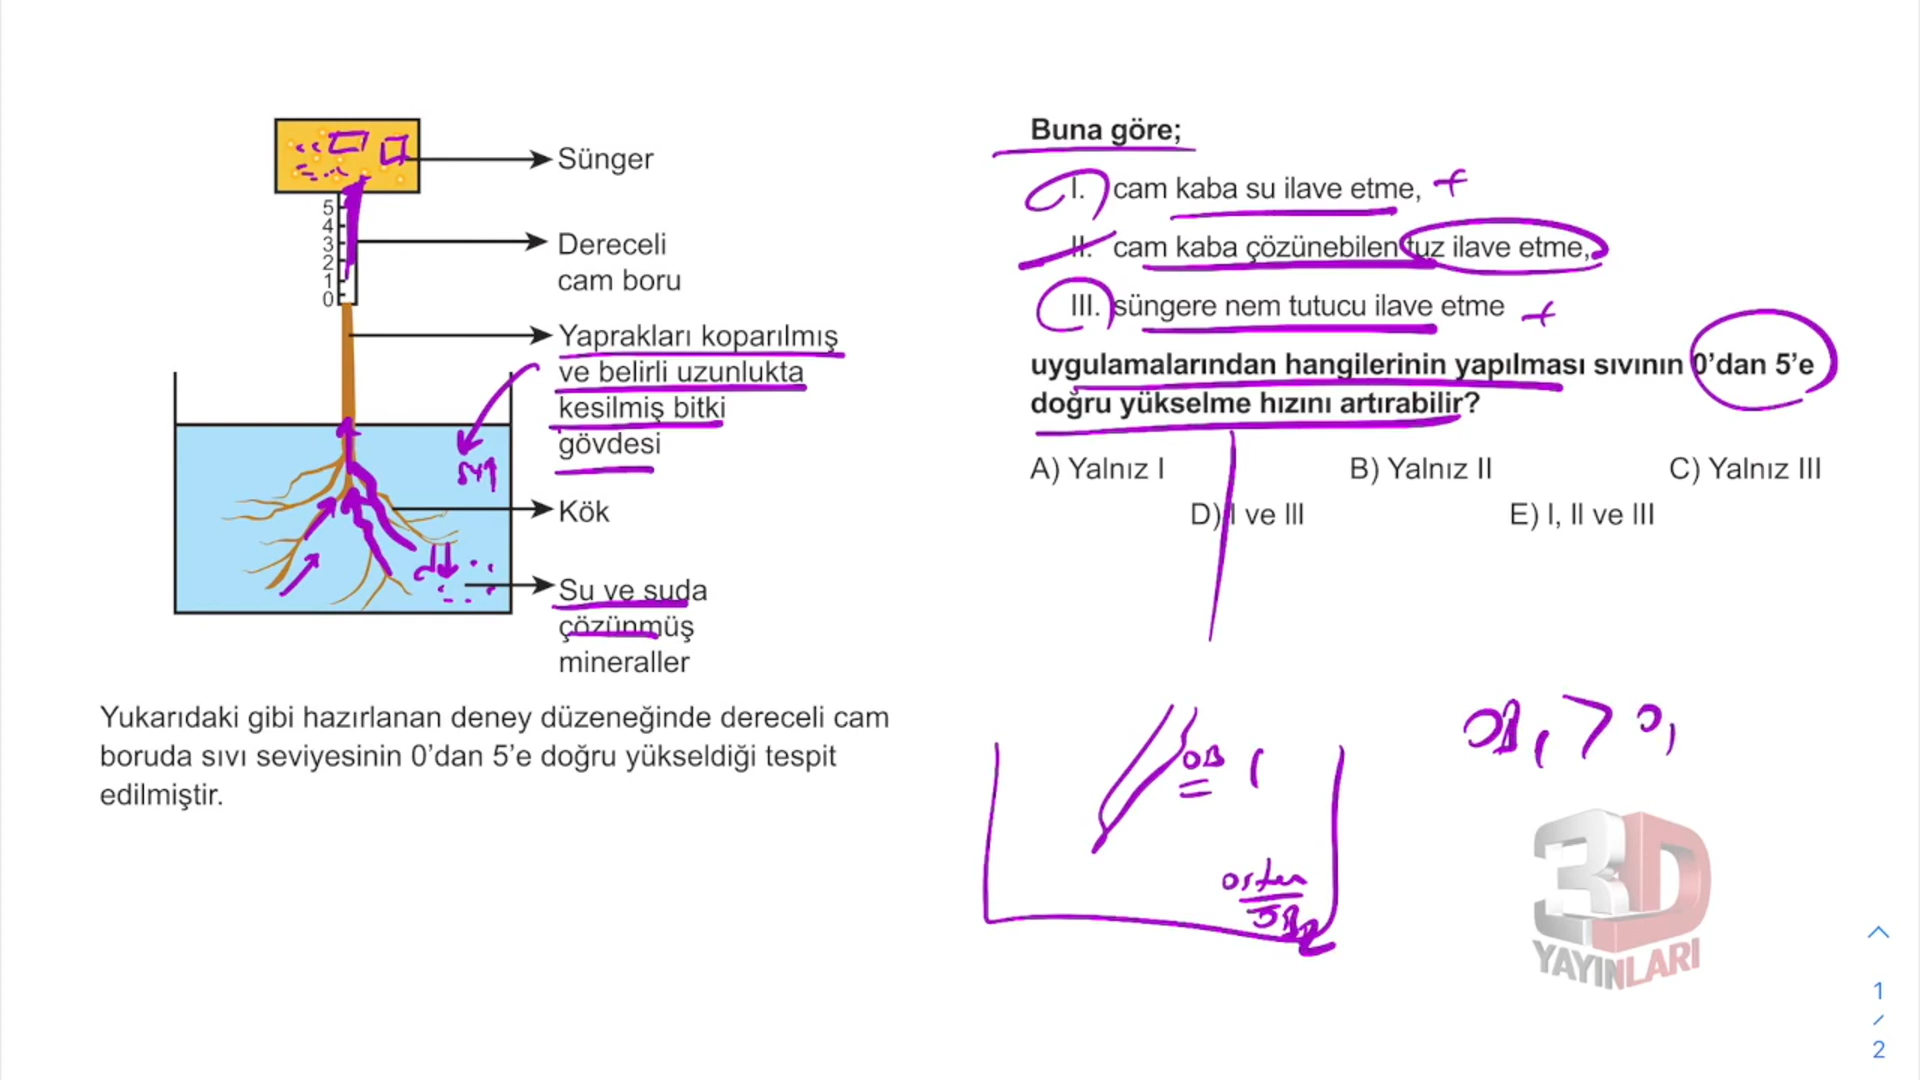 Sünger
5
4
3
2
1
0
Dereceli
cam boru
Yaprakları koparılmış
ve belirli uzunlukta
kesilmiş bitki
gövdesi
Kök
Su ve suda
çözünmüş
mineraller
Yukarıdaki gibi hazırlanan deney düzeneğinde dereceli cam
boruda sıvı seviyesinin 0’dan 5’e doğru yükseldiği tespit
edilmiştir.
Buna göre;
I. cam kaba su ilave etme, +
II. cam kaba çözünebilen tuz ilave etme,
III. süngere nem tutucu ilave etme +
uygulamalarından hangilerinin yapılması sıvının 0’dan 5’e
doğru yükselme hızını artırabilir?
A) Yalnız I B) Yalnız II C) Yalnız III
D) I ve III E) I, II ve III
OB
3D
YAYINLARI
1
/
2